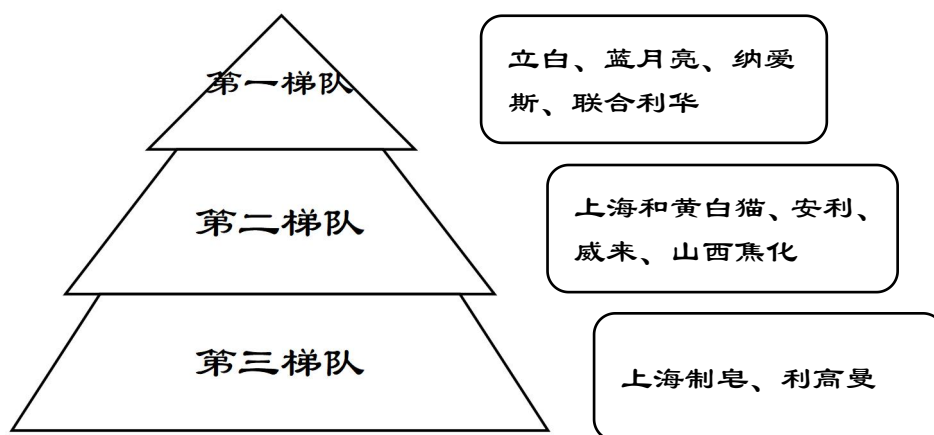 第一梯队
立白、蓝月亮、纳爱
斯、联合利华
第二梯队
上海和黄白猫、安利、
威来、山西焦化
第三梯队
上海制皂、利高曼